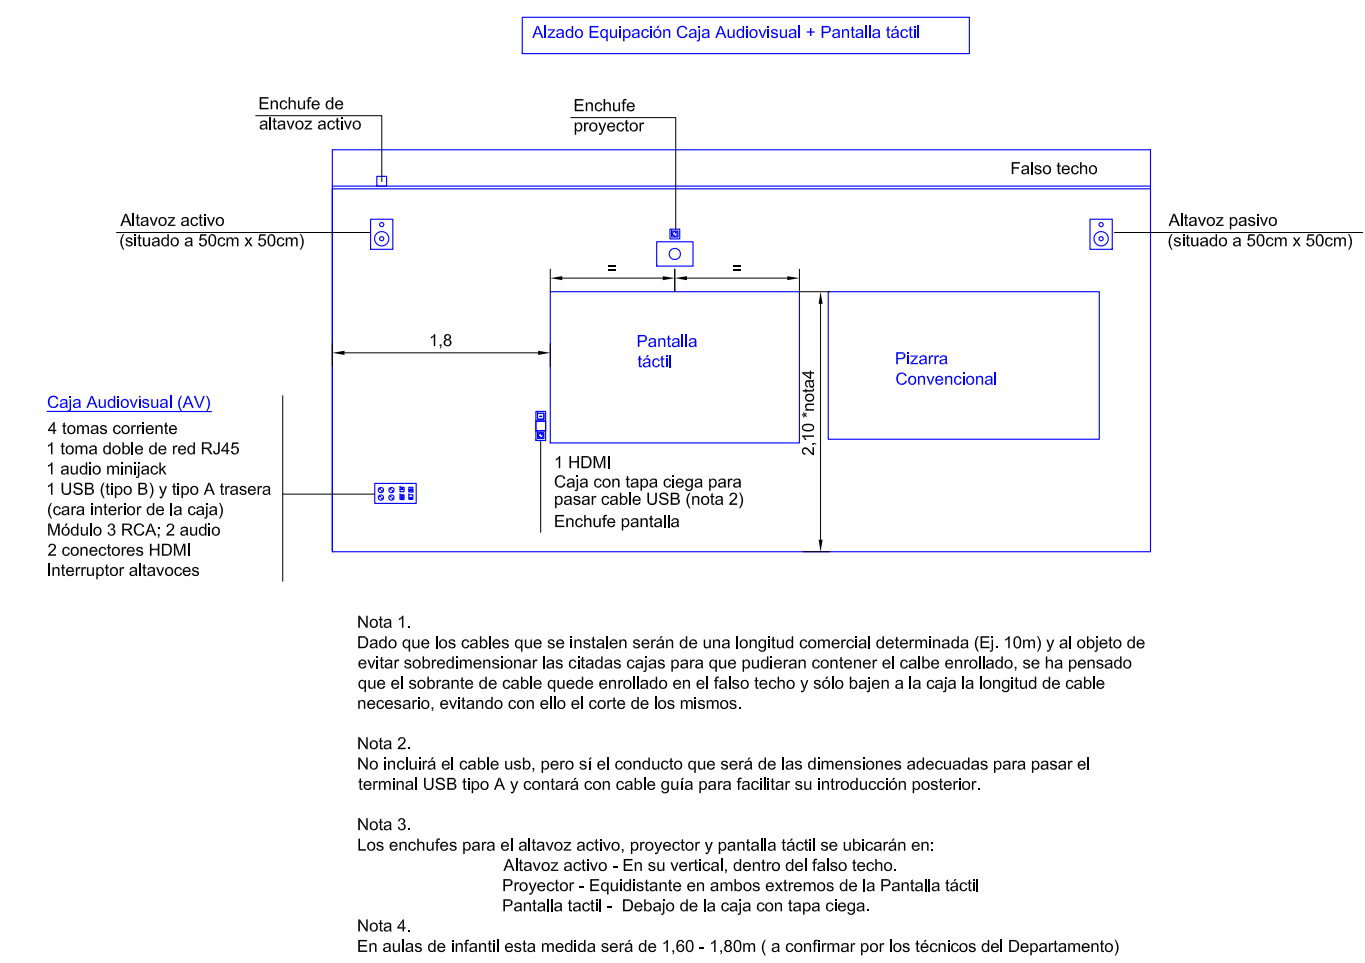 Alzado Equipación Caja Audiovisual + Pantalla táctil
Enchufe de
altavoz activo
Enchufe
proyector
Falso techo
Altavoz activo
(situado a 50cm x 50cm)
Altavoz pasivo
(situado a 50cm x 50cm)
=
=
1,8
Pantalla
táctil
2,10 *nota4
Pizarra
Convencional
Caja Audiovisual (AV)
4 tomas corriente
1 toma doble de red RJ45
1 audio minijack
1 USB (tipo B) y tipo A trasera
(cara interior de la caja)
Módulo 3 RCA; 2 audio
2 conectores HDMI
Interruptor altavoces
1 HDMI
Caja con tapa ciega para
pasar cable USB (nota 2)
Enchufe pantalla
Nota 1.
Dado que los cables que se instalen serán de una longitud comercial determinada (Ej. 10m) y al objeto de
evitar sobredimensionar las citadas cajas para que pudieran contener el calbe enrollado, se ha pensado
que el sobrante de cable quede enrollado en el falso techo y sólo bajen a la caja la longitud de cable
necesario, evitando con ello el corte de los mismos.
Nota 2.
No incluirá el cable usb, pero sí el conducto que será de las dimensiones adecuadas para pasar el
terminal USB tipo A y contará con cable guía para facilitar su introducción posterior.
Nota 3.
Los enchufes para el altavoz activo, proyector y pantalla táctil se ubicarán en:
Altavoz activo - En su vertical, dentro del falso techo.
Proyector - Equidistante en ambos extremos de la Pantalla táctil
Pantalla tactil - Debajo de la caja con tapa ciega.
Nota 4.
En aulas de infantil esta medida será de 1,60 - 1,80m ( a confirmar por los técnicos del Departamento)